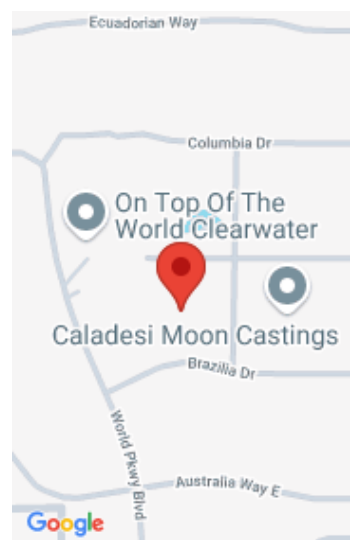 Ecuadorian Way
Columbia Dr
On Top Of The
World Clearwater
Caladesi Moon Castings
Brazilia Dr
World Pkwy Blvd
Australia Way E
Google